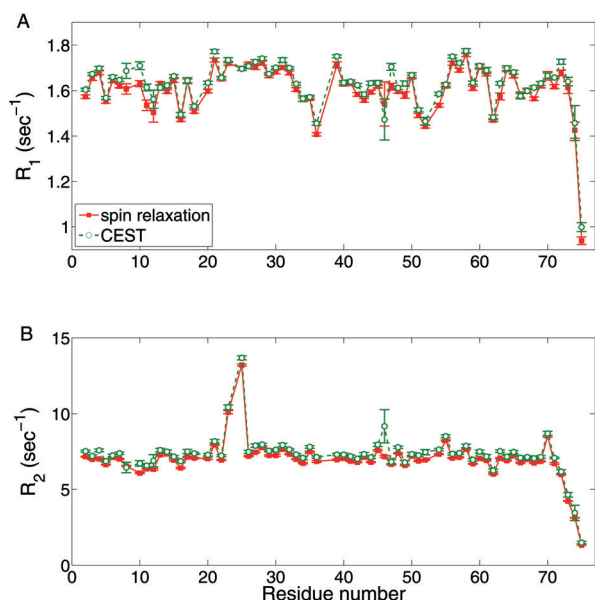 A
R1 (sec−1)
1.8
1.6
1.4
1.2
1
spin relaxation
CEST
0 10 20 30 40 50 60 70
B
R2 (sec−1)
15
10
5
0
0 10 20 30 40 50 60 70
Residue number